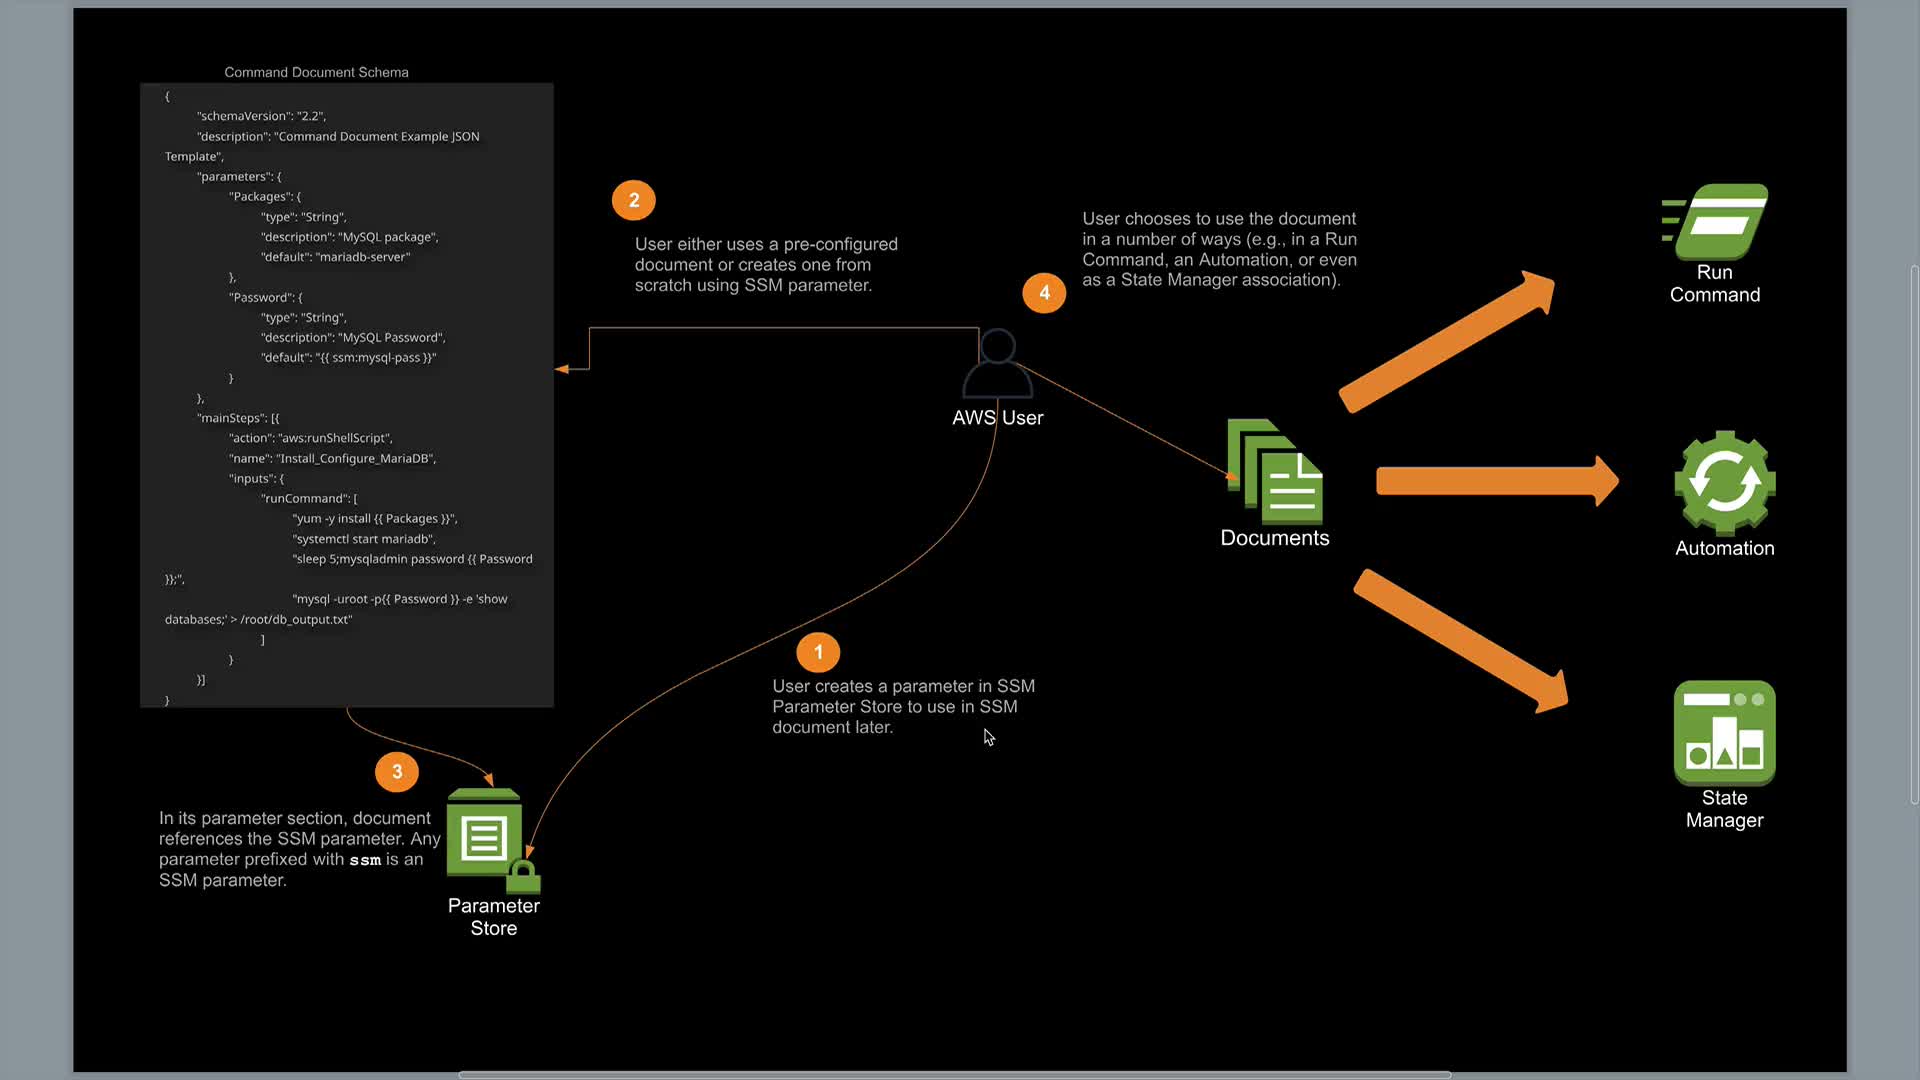 Command Document Schema
{
"schemaVersion": "2.2",
"description": "Command Document Example JSON
Template",
"parameters": {
"Packages": {
"type": "String",
"description": "MySQL package",
"default": "mariadb-server"
},
"Password": {
"type": "String",
"description": "MySQL Password",
"default": "{{ ssm:mysql-pass }}"
}
},
"mainSteps": [{
"action": "aws:runShellScript",
"name": "Install_Configure_MariaDB",
"inputs": {
"runCommand": [
"yum -y install {{ Packages }}",
"systemctl start mariadb",
"sleep 5;mysqladmin password {{ Password
}};",
"mysql -uroot -p{{ Password }} -e 'show
databases;' > /root/db_output.txt"
]
}
}]
}
2
User either uses a pre-configured
document or creates one from
scratch using SSM parameter.
4
User chooses to use the document
in a number of ways (e.g., in a Run
Command, an Automation, or even
as a State Manager association).
AWS User
Documents
Run
Command
Automation
State
Manager
1
User creates a parameter in SSM
Parameter Store to use in SSM
document later.
3
In its parameter section, document
references the SSM parameter. Any
parameter prefixed with ssm is an
SSM parameter.
Parameter
Store